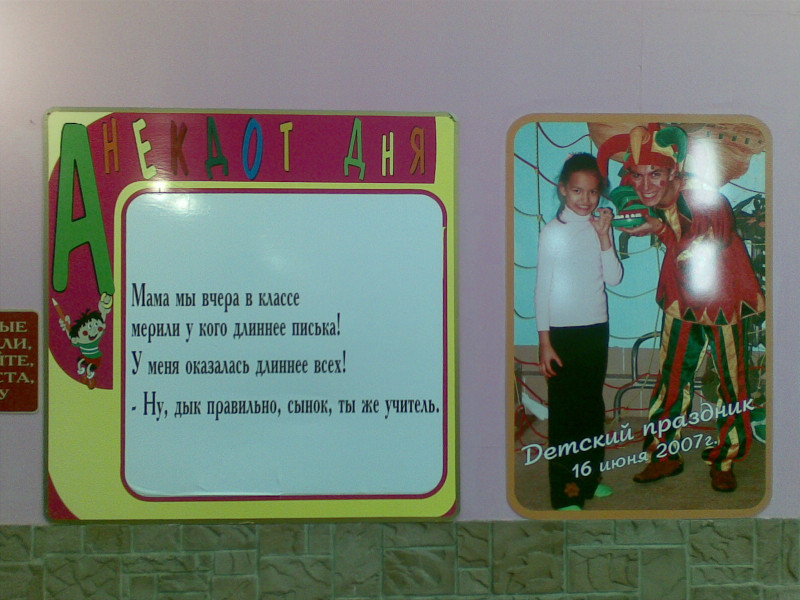 Анекдот дня
Мама мы вчера в классе
мерили у кого длиннее писька!
У меня оказалась длиннее всех!
- Ну, дык правильно, сынок, ты же учитель.
Детский праздник
16 июня 2007г.